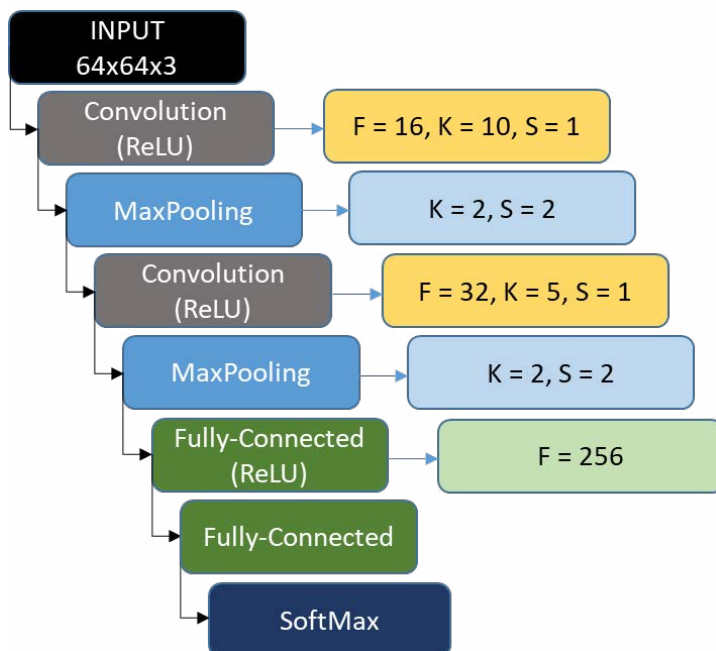 INPUT
64x64x3
Convolution
(ReLU)
F = 16, K = 10, S = 1
MaxPooling
K = 2, S = 2
Convolution
(ReLU)
F = 32, K = 5, S = 1
MaxPooling
K = 2, S = 2
Fully-Connected
(ReLU)
F = 256
Fully-Connected
SoftMax